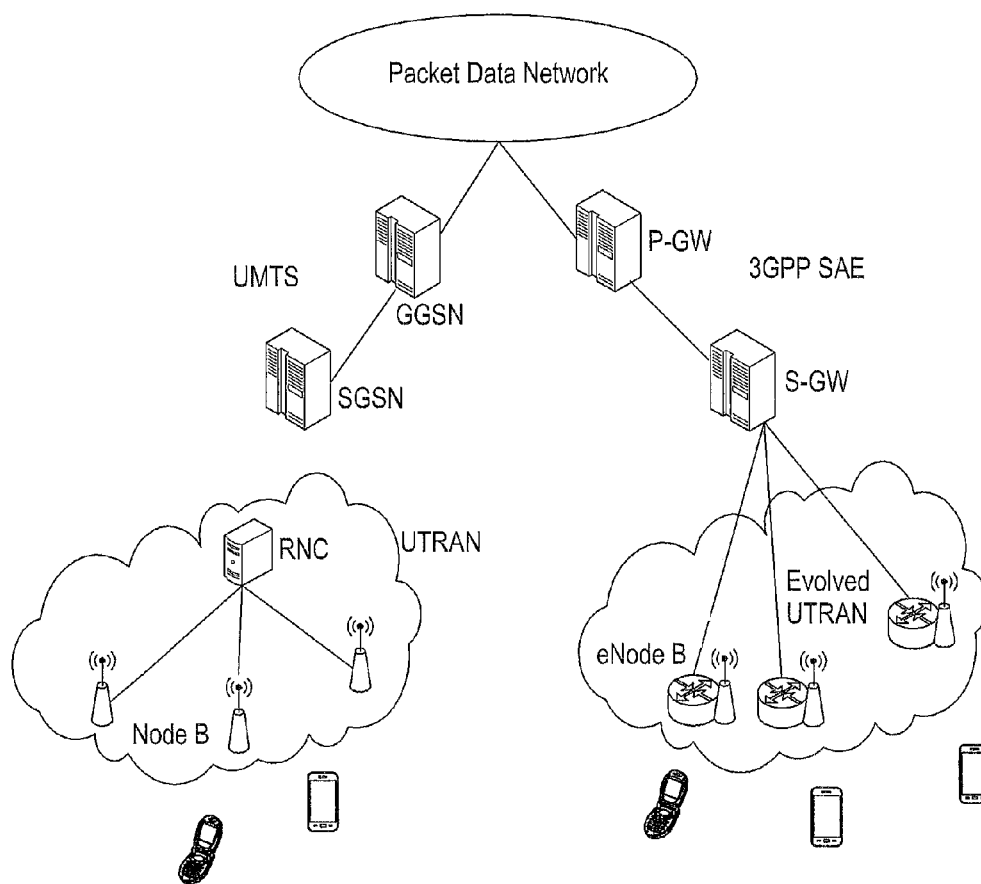 Packet Data Network
P-GW
UMTS
3GPP SAE
GGSN
SGSN
S-GW
RNC
UTRAN
Evolved
UTRAN
eNode B
Node B